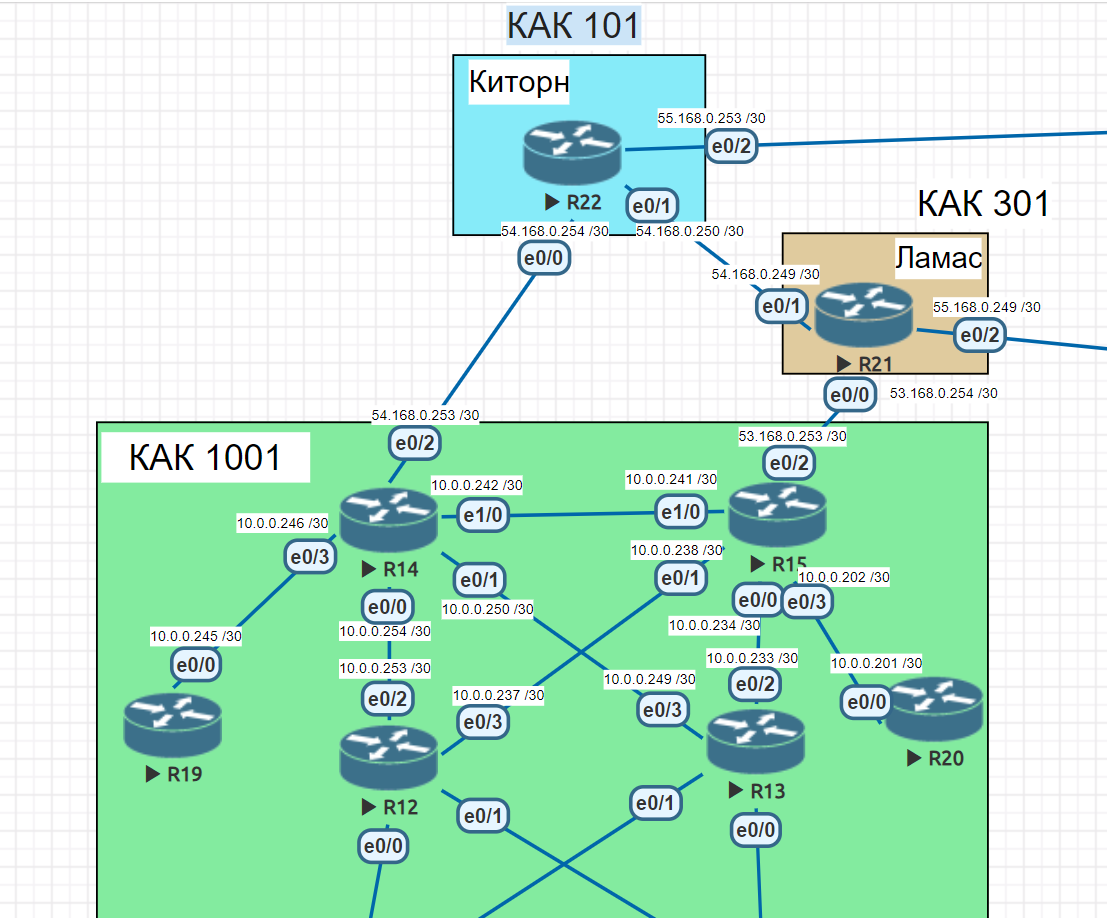 КАК 101
Киторн
55.168.0.253 /30
e0/2
R22
e0/1
54.168.0.254 /30
54.168.0.250 /30
e0/0
КАК 301
Ламас
54.168.0.249 /30
e0/1
55.168.0.249 /30
e0/2
R21
e0/0
53.168.0.254 /30
54.168.0.253 /30
e0/2
53.168.0.253 /30
e0/2
КАК 1001
10.0.0.242 /30
e1/0
10.0.0.241 /30
e1/0
10.0.0.246 /30
e0/3
R14
10.0.0.238 /30
e0/1
R15
e0/1
10.0.0.250 /30
e0/0
10.0.0.254 /30
10.0.0.202 /30
e0/0
e0/3
10.0.0.234 /30
10.0.0.245 /30
e0/0
10.0.0.253 /30
e0/2
10.0.0.237 /30
e0/3
10.0.0.249 /30
e0/3
10.0.0.233 /30
e0/2
10.0.0.201 /30
e0/0
R19
R20
R12
R13
e0/1
e0/0
e0/1
e0/0